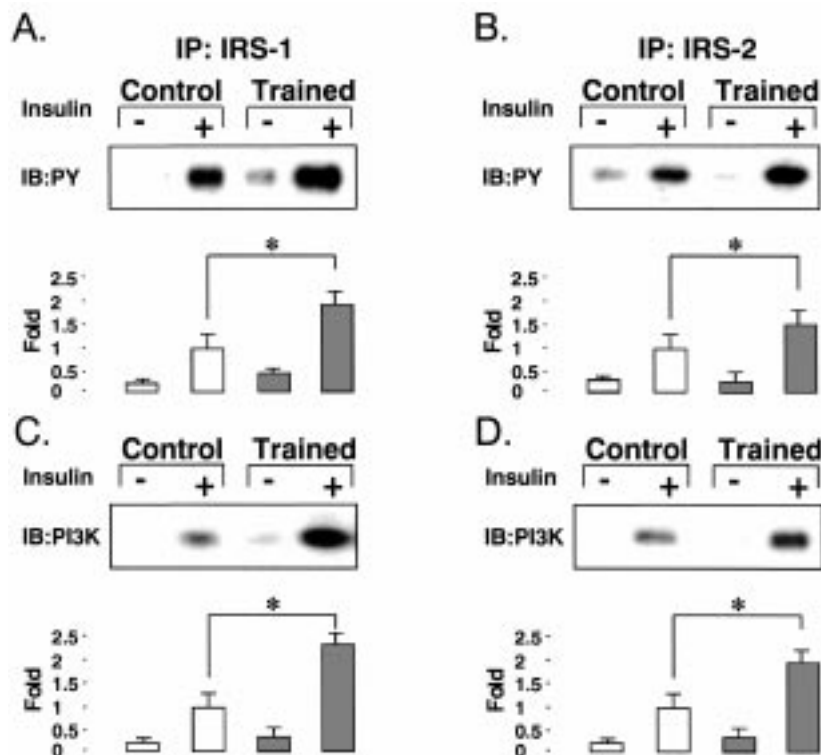 A.
IP: IRS-1
Control Trained
Insulin - + - +
IB:PY
*
Fold
2.5
2
1.5
1
0.5
0
B.
IP: IRS-2
Control Trained
Insulin - + - +
IB:PY
*
Fold
2.5
2
1.5
1
0.5
0
C.
Control Trained
Insulin - + - +
IB:PI3K
*
Fold
2.5
2
1.5
1
0.5
0
D.
Control Trained
Insulin - + - +
IB:PI3K
*
Fold
2.5
2
1.5
1
0.5
0